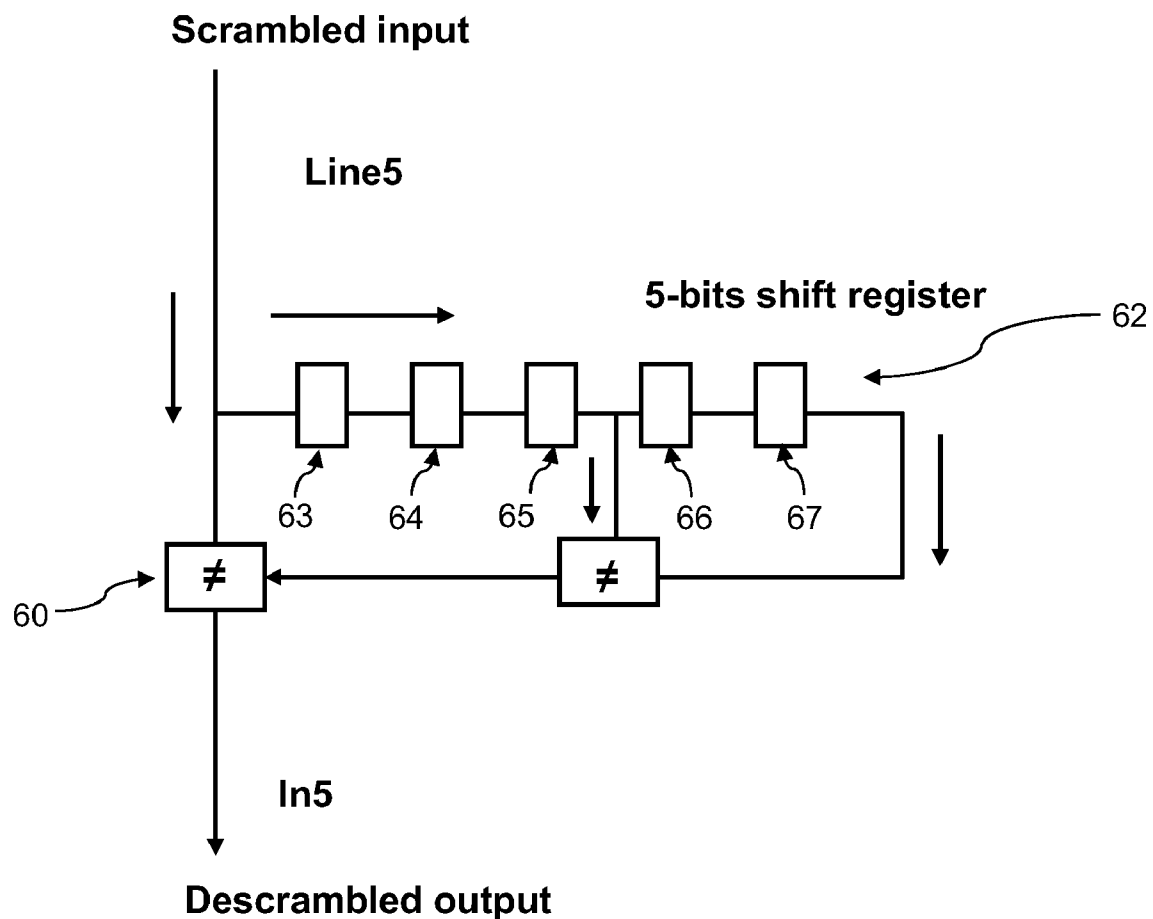 Scrambled input
Line5
5-bits shift register
62
63
64
65
66
67
≠
≠
60
In5
Descrambled output